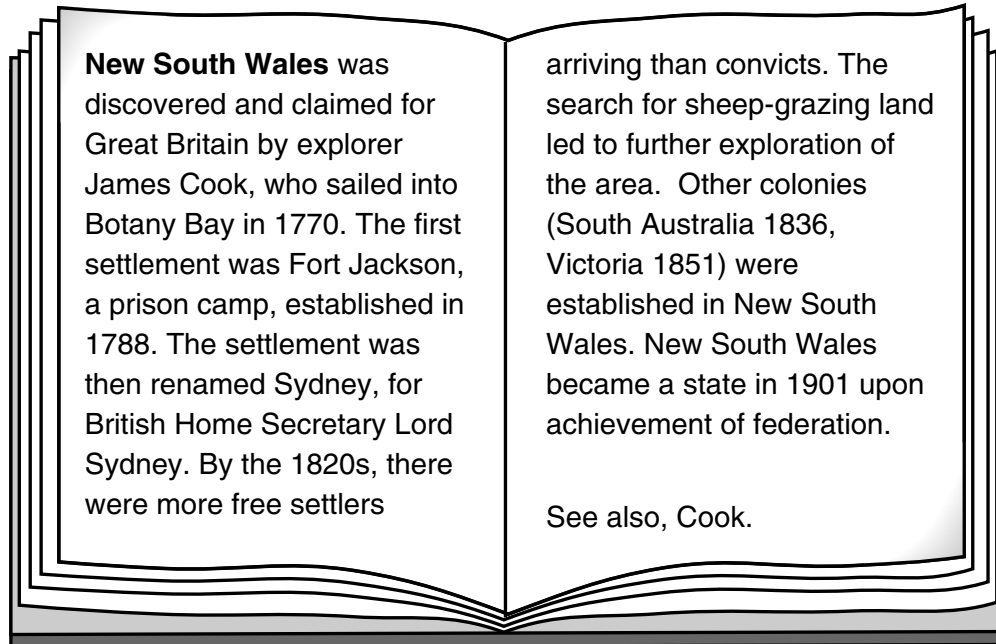 New South Wales was
discovered and claimed for
Great Britain by explorer
James Cook, who sailed into
Botany Bay in 1770. The first
settlement was Fort Jackson,
a prison camp, established in
1788. The settlement was
then renamed Sydney, for
British Home Secretary Lord
Sydney. By the 1820s, there
were more free settlers
arriving than convicts. The
search for sheep-grazing land
led to further exploration of
the area.  Other colonies
(South Australia 1836,
Victoria 1851) were
established in New South
Wales. New South Wales
became a state in 1901 upon
achievement of federation.
See also, Cook.